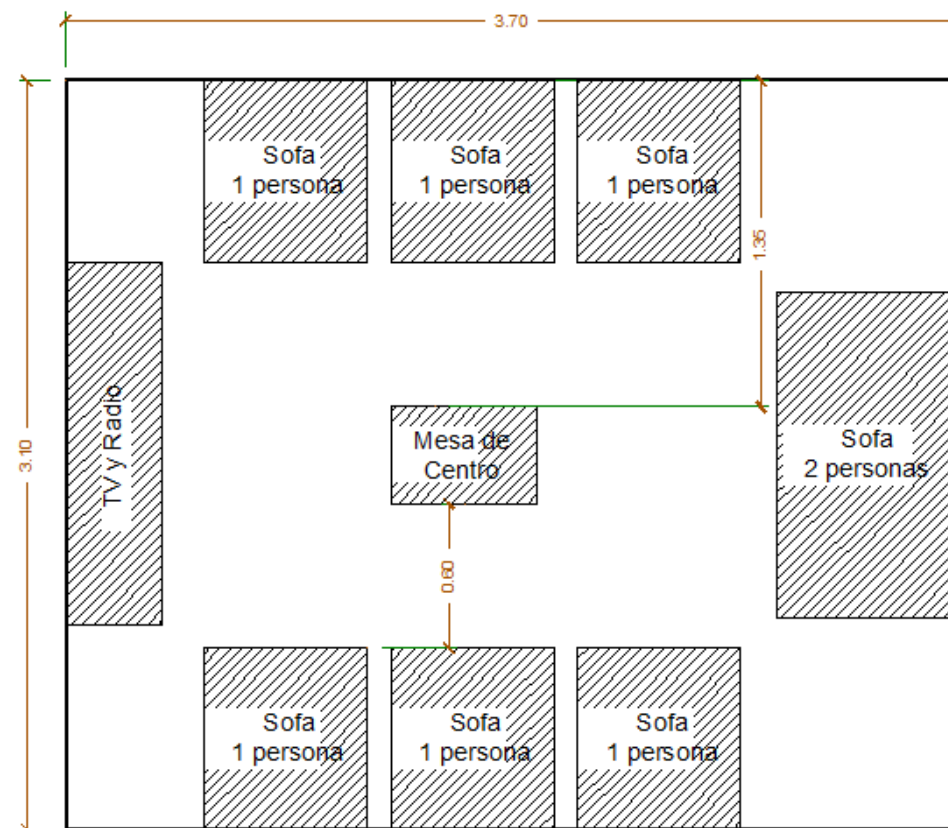 3.70
Sofa
1 persona
Sofa
1 persona
Sofa
1 persona
1.35
TV y Radio
Mesa de
Centro
Sofa
2 personas
3.10
0.60
Sofa
1 persona
Sofa
1 persona
Sofa
1 persona